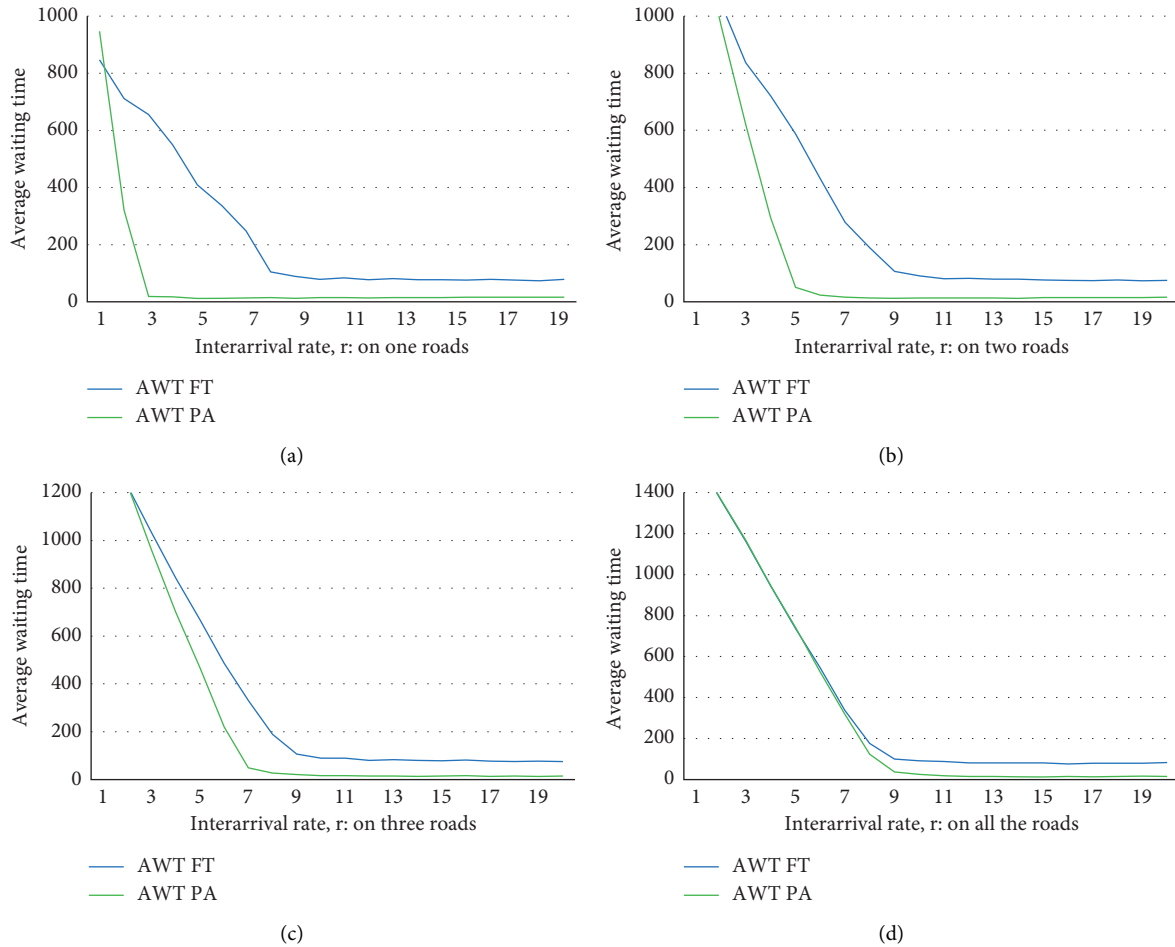 1000
800
600
400
200
0
Average waiting time
1 3 5 7 9 11 13 15 17 19
Interarrival rate, r: on one roads
AWT FT
AWT PA
(a)
1000
800
600
400
200
0
Average waiting time
1 3 5 7 9 11 13 15 17 19
Interarrival rate, r: on two roads
AWT FT
AWT PA
(b)
1200
1000
800
600
400
200
0
Average waiting time
1 3 5 7 9 11 13 15 17 19
Interarrival rate, r: on three roads
AWT FT
AWT PA
(c)
1400
1200
1000
800
600
400
200
0
Average waiting time
1 3 5 7 9 11 13 15 17 19
Interarrival rate, r: on all the roads
AWT FT
AWT PA
(d)